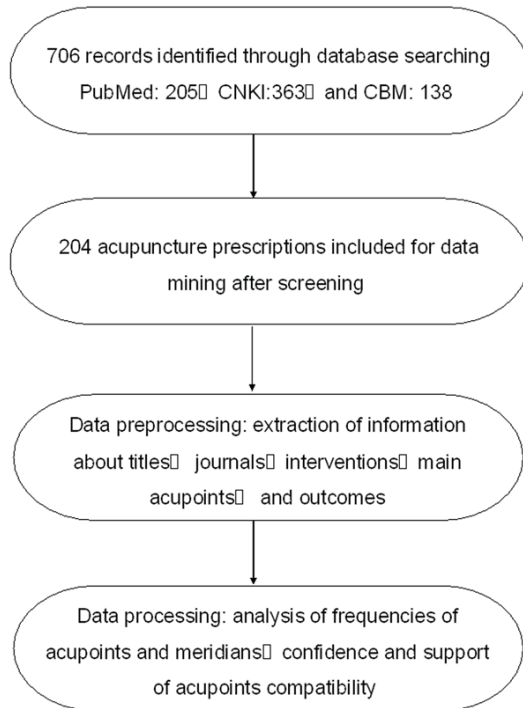 706 records identified through database searching
PubMed: 205▯ CNKI:363▯ and CBM: 138
204 acupuncture prescriptions included for data
mining after screening
Data preprocessing: extraction of information
about titles▯ journals▯ interventions▯ main
acupoints▯ and outcomes
Data processing: analysis of frequencies of
acupoints and meridians▯ confidence and support
of acupoints compatibility